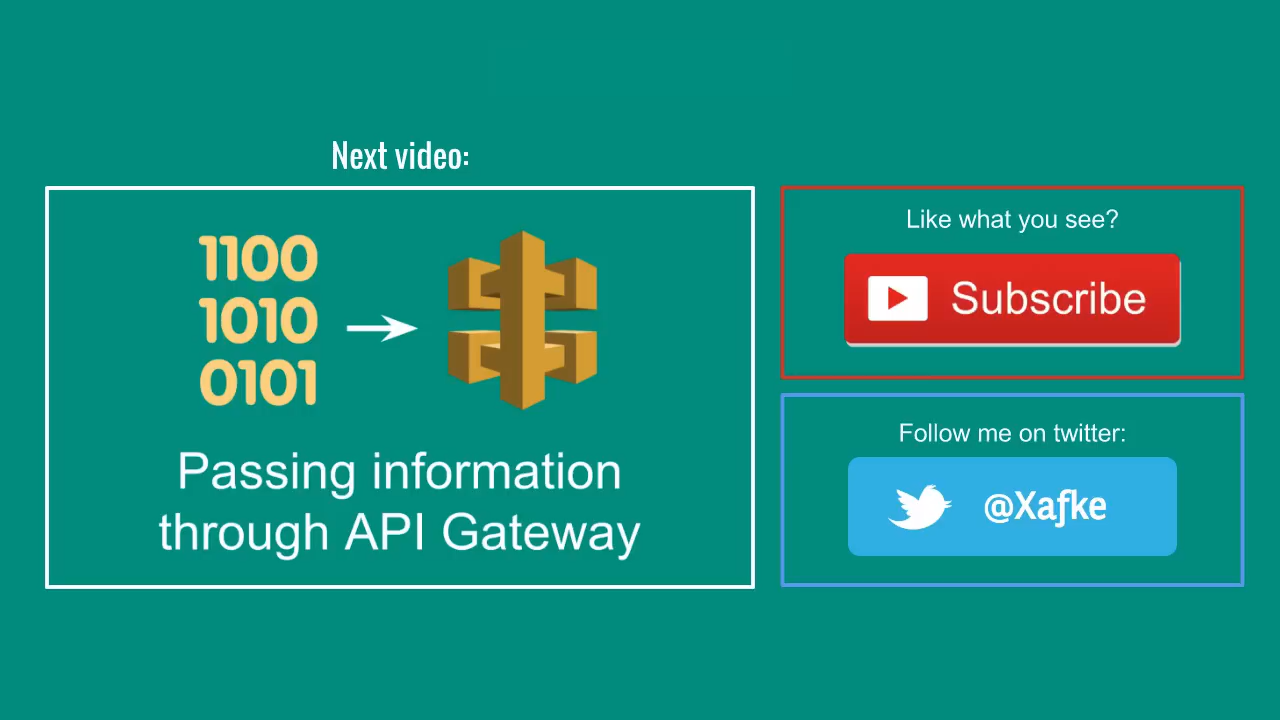 Next video:
1100
1010
0101
Passing information
through API Gateway
Like what you see?
Subscribe
Follow me on twitter:
@Xafke